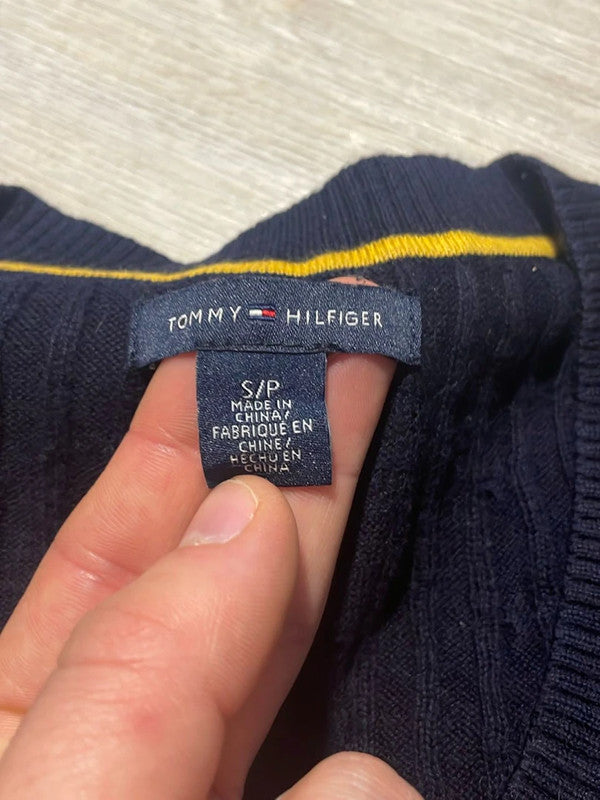 TOMMY HILFIGER
S/P
MADE IN
CHINA/
FABRIQUE EN
CHINE/
HECHO EN
CHINA